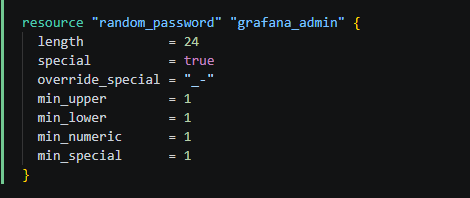 resource "random_password" "grafana_admin" {
  length           = 24
  special          = true
  override_special = "_-"
  min_upper        = 1
  min_lower        = 1
  min_numeric      = 1
  min_special      = 1
}